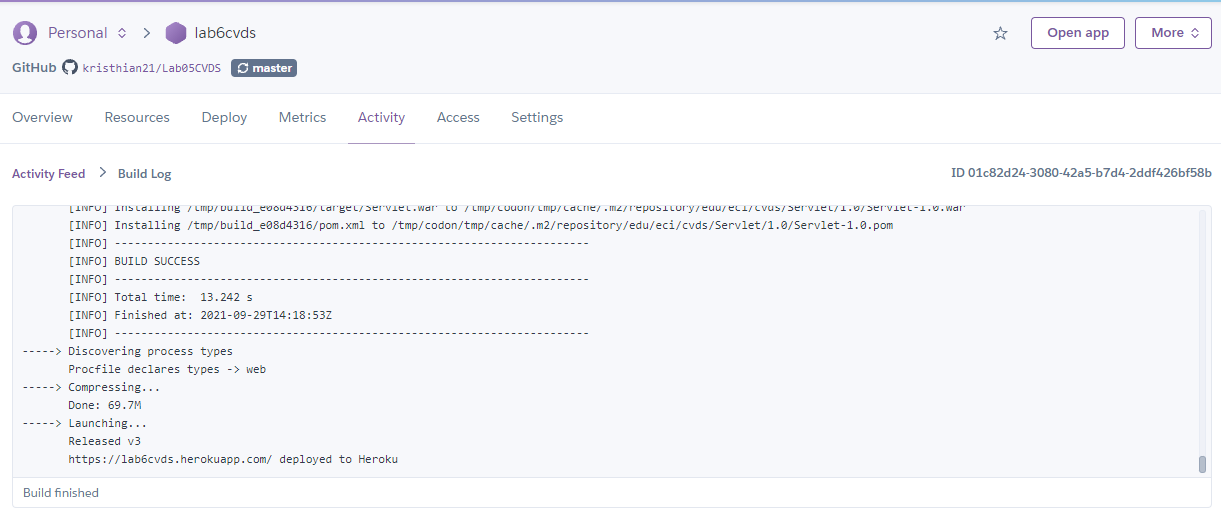 Personal lab6cvds Open app More
GitHub kristhian21/Lab05CVDS master
Overview Resources Deploy Metrics Activity Access Settings
Activity Feed Build Log ID 01c82d24-3080-42a5-b7d4-2ddf426bf58b
[INFO] Installing /tmp/build_e08d4316/target/Servlet.war to /tmp/codon/tmp/cache/.m2/repository/edu/eci/cvds/Servlet/1.0/Servlet-1.0.war
[INFO] Installing /tmp/build_e08d4316/pom.xml to /tmp/codon/tmp/cache/.m2/repository/edu/eci/cvds/Servlet/1.0/Servlet-1.0.pom
[INFO] ------------------------------------------------------------------------
[INFO] BUILD SUCCESS
[INFO] ------------------------------------------------------------------------
[INFO] Total time:  13.242 s
[INFO] Finished at: 2021-09-29T14:18:53Z
[INFO] ------------------------------------------------------------------------
-----> Discovering process types
Procfile declares types -> web
-----> Compressing...
Done: 69.7M
-----> Launching...
Released v3
https://lab6cvds.herokuapp.com/ deployed to Heroku
Build finished